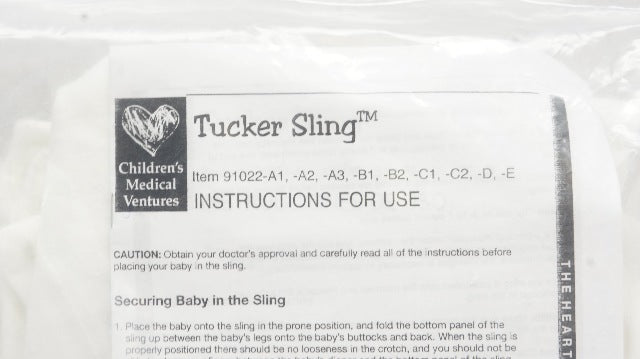 Tucker Sling™
Children's
Medical
Ventures
Item 91022-A1, -A2, -A3, -B1, -B2, -C1, -C2, -D, -E
INSTRUCTIONS FOR USE
CAUTION: Obtain your doctor's approval and carefully read all of the instructions before
placing your baby in the sling.
Securing Baby in the Sling
1. Place the baby onto the sling in the prone position, and fold the bottom panel of the
sling up between the baby's legs onto the baby's buttocks and back. When the sling is
properly positioned there should be no looseness in the crotch, and you should not be
THE HEAR